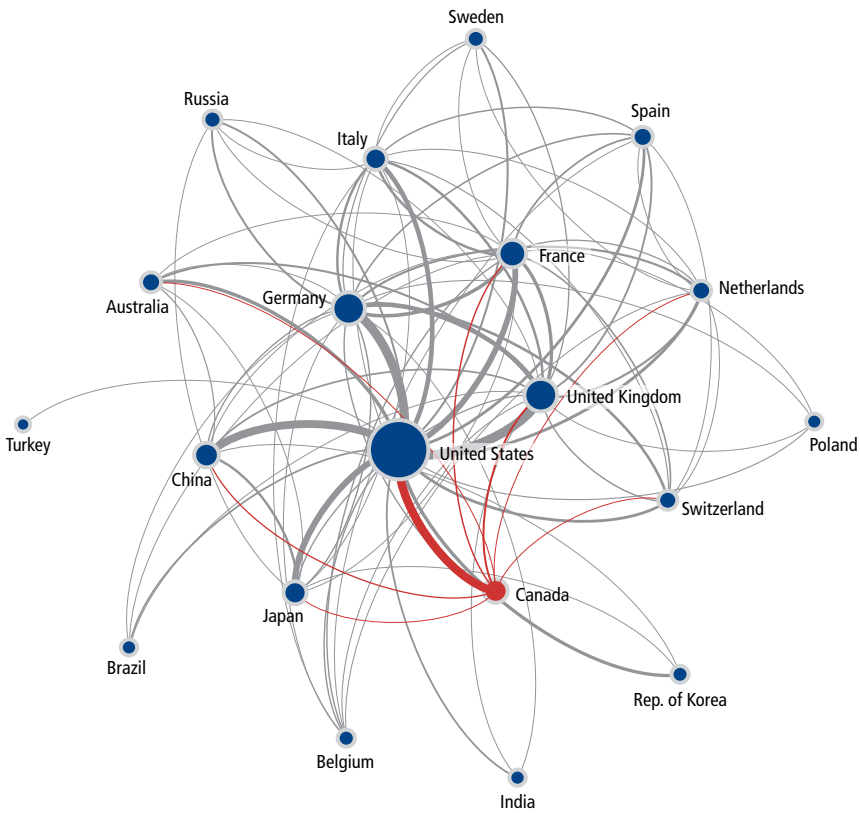 Sweden
Russia
Spain
Italy
France
Netherlands
Germany
Australia
United Kingdom
Turkey
Poland
United States
China
Switzerland
Canada
Japan
Brazil
Rep. of Korea
Belgium
India